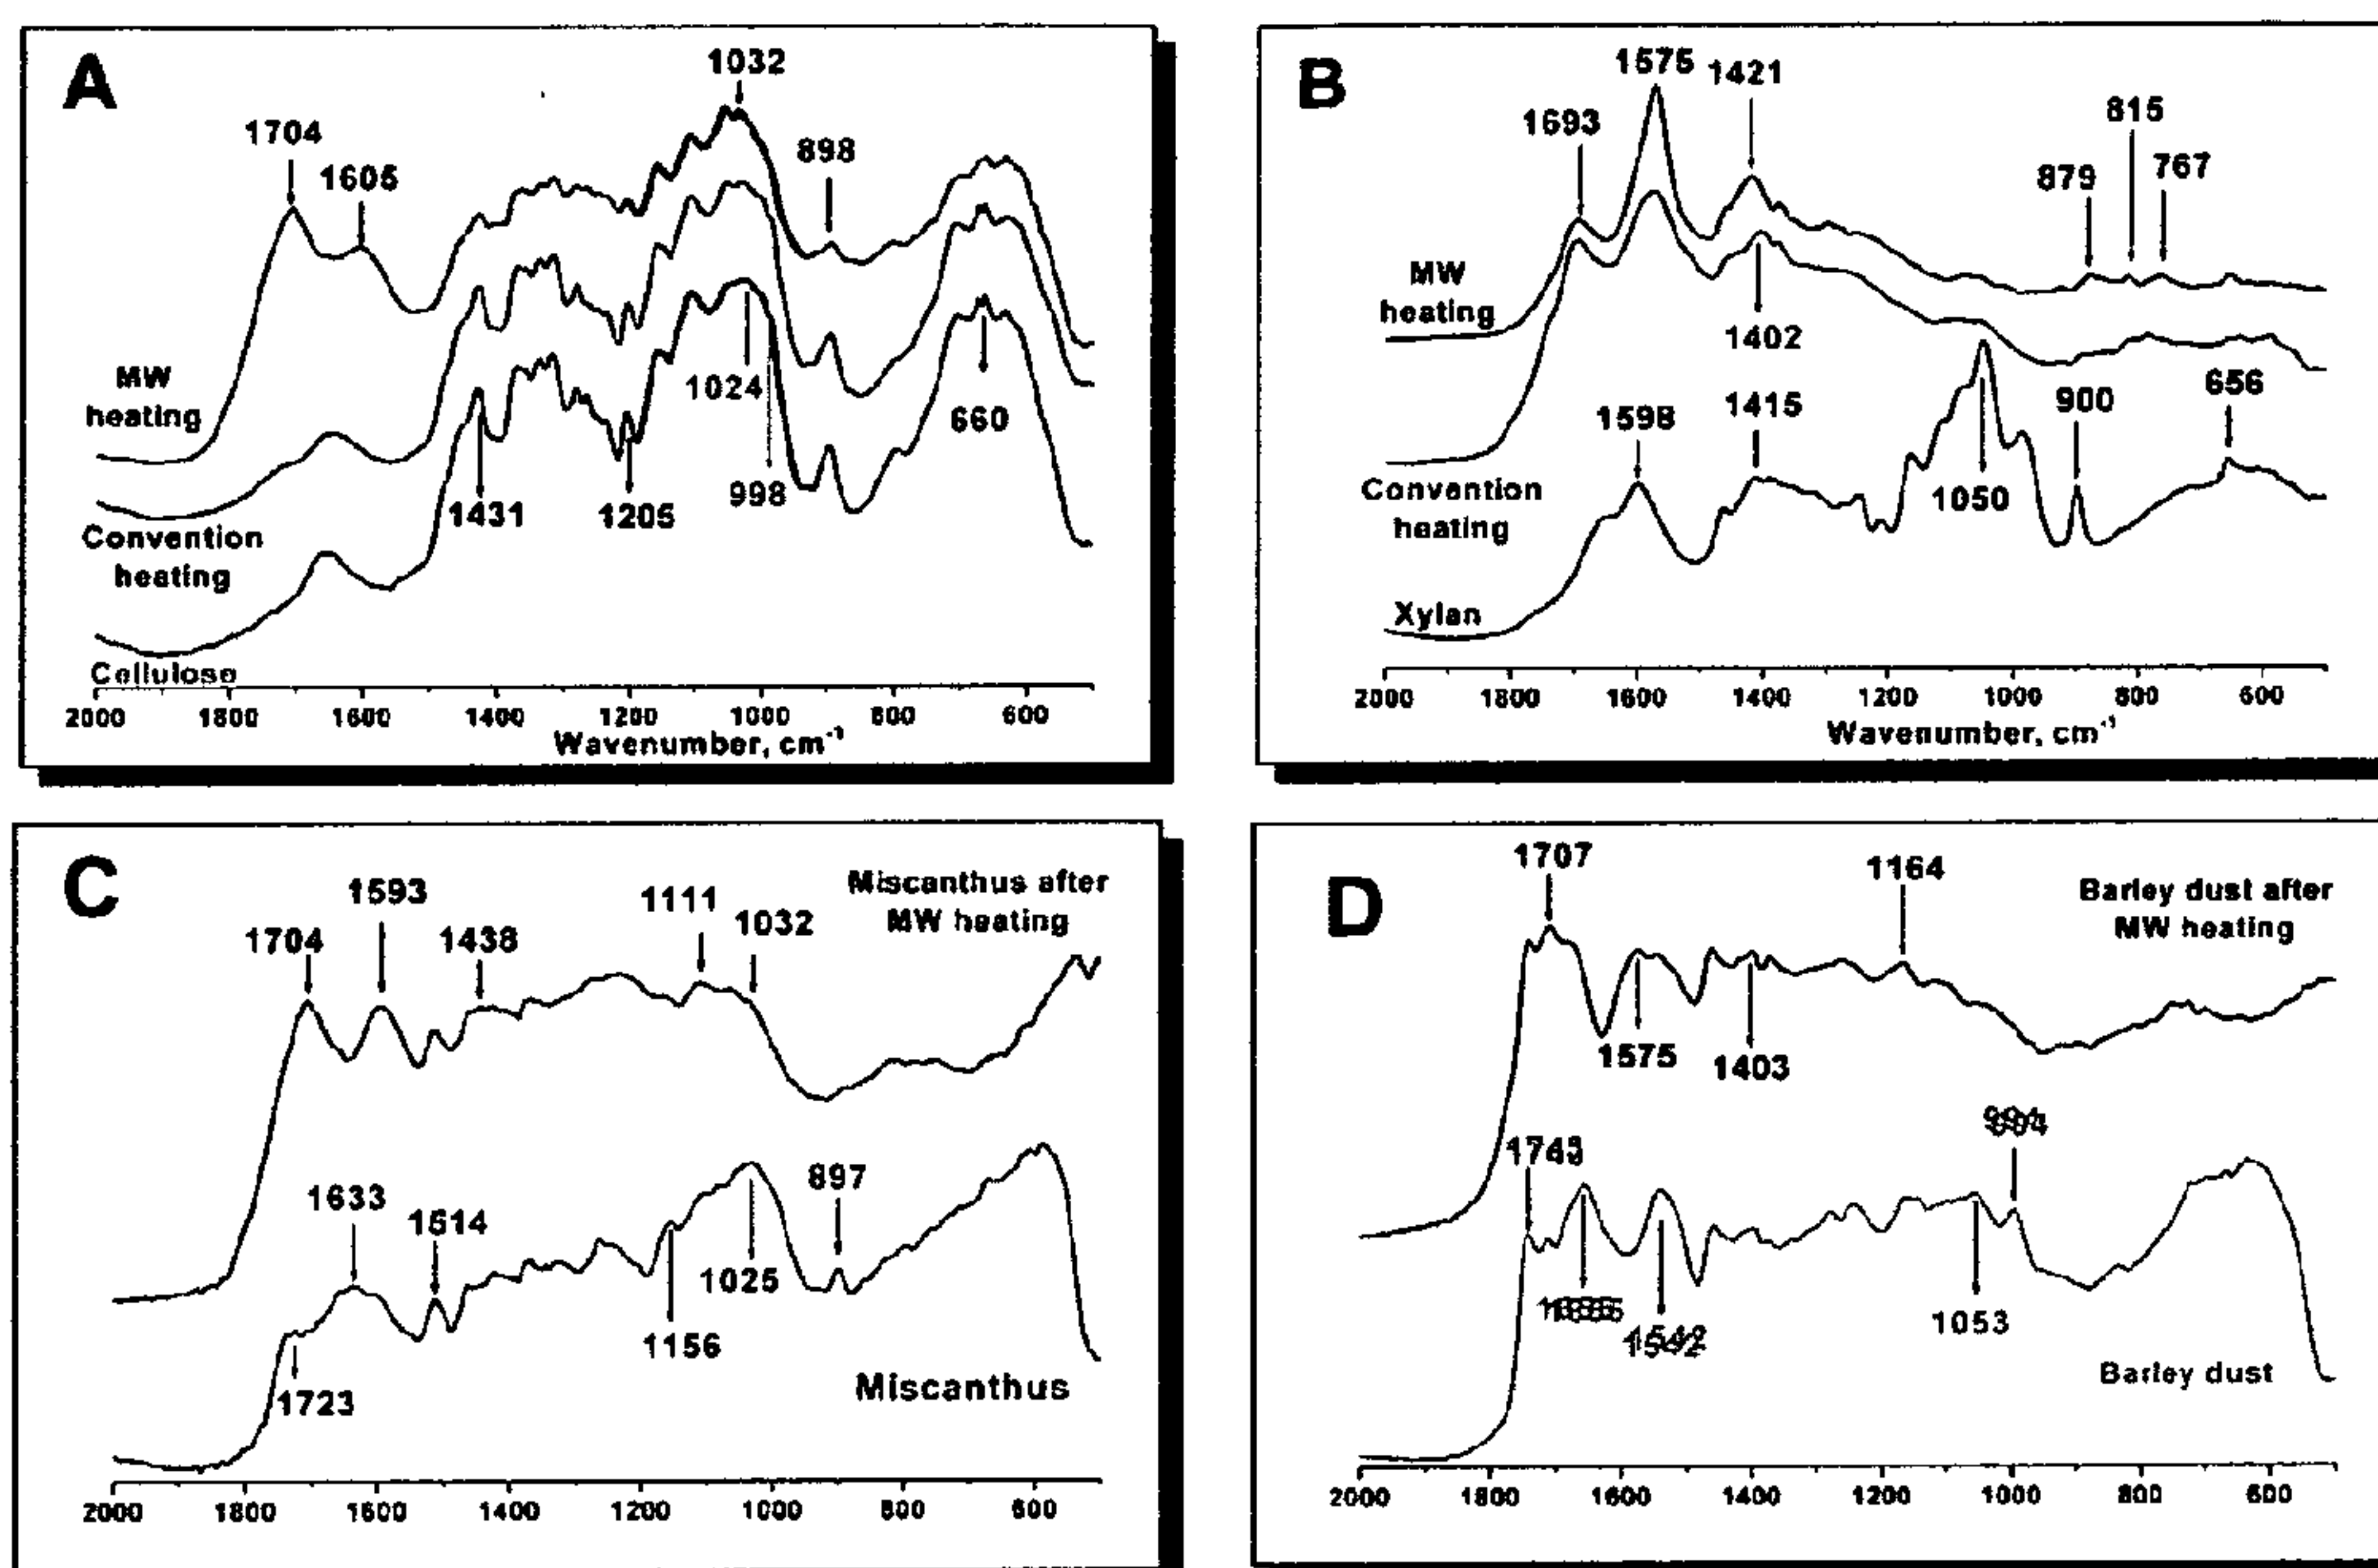 A
1032
1704
1605
898
MW
heating
1024
660
998
1431
1205
Convention
heating
Cellulose
2000 1800 1600 1400 1200 1000 800 600
Wavenumber, cm⁻¹
B
1575
1421
1693
815
767
879
MW
heating
1402
656
900
1415
1598
1050
Convention
heating
Xylan
2000 1800 1600 1400 1200 1000 800 600
Wavenumber, cm⁻¹
C
1593
1111
Miscanthus after
MW heating
1704
1438
1032
1633
1514
897
1025
1156
1723
Miscanthus
2000 1800 1600 1400 1200 1000 800 600
D
1707
1164
Barley dust after
MW heating
1575
1403
1053
Barley dust
2000 1800 1600 1400 1200 1000 800 600